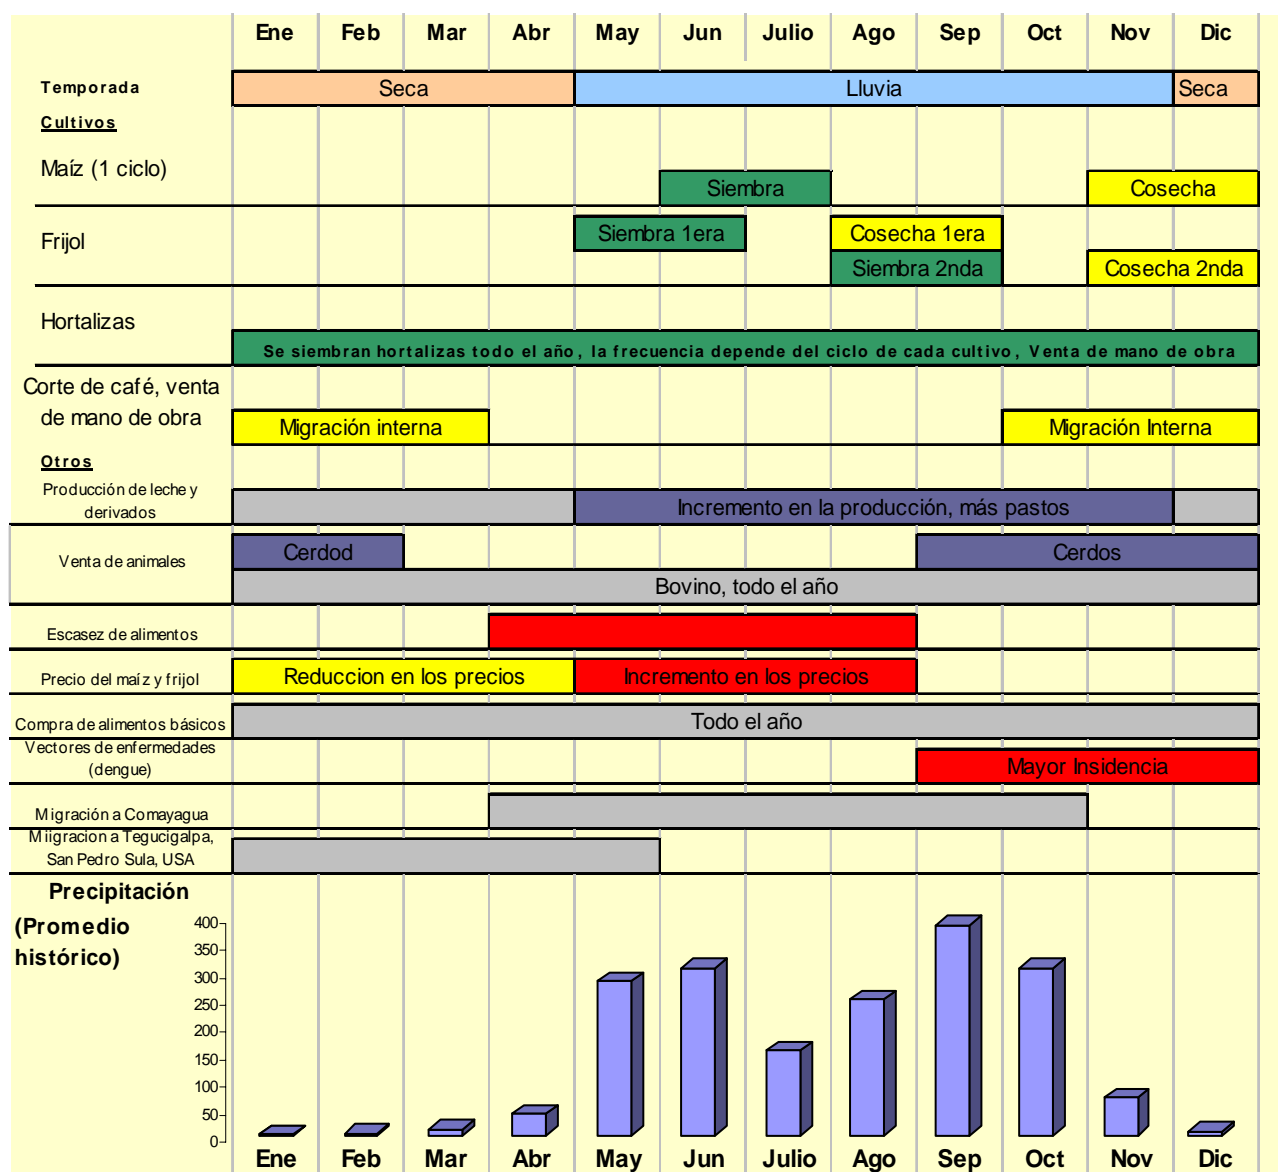 Ene Feb Mar Abr May Jun Julio Ago Sep Oct Nov Dic
Temporada Seca Lluvia Seca
Cultivos
Maíz (1 ciclo)
Siembra Cosecha
Siembra 1era Cosecha 1era
Frijol
Siembra 2nda Cosecha 2nda
Hortalizas
Se siembran hortalizas todo el año, la frecuencia depende del ciclo de cada cultivo, Venta de mano de obra
Corte de café, venta
de mano de obra
Migración interna Migración Interna
Otros
Producción de leche y
derivados
Incremento en la producción, más pastos
Cerdod Cerdos
Venta de animales
Bovino, todo el año
Escasez de alimentos
Precio del maíz y frijol Reduccion en los precios Incremento en los precios
Compra de alimentos básicos Todo el año
Vectores de enfermedades
(dengue)
Mayor Insidencia
Migración a Comayagua
Miigracion a Tegucigalpa,
San Pedro Sula, USA
Precipitación
(Promedio
histórico)
400
350
300
250
200
150
100
50
0
Ene Feb Mar Abr May Jun Julio Ago Sep Oct Nov Dic